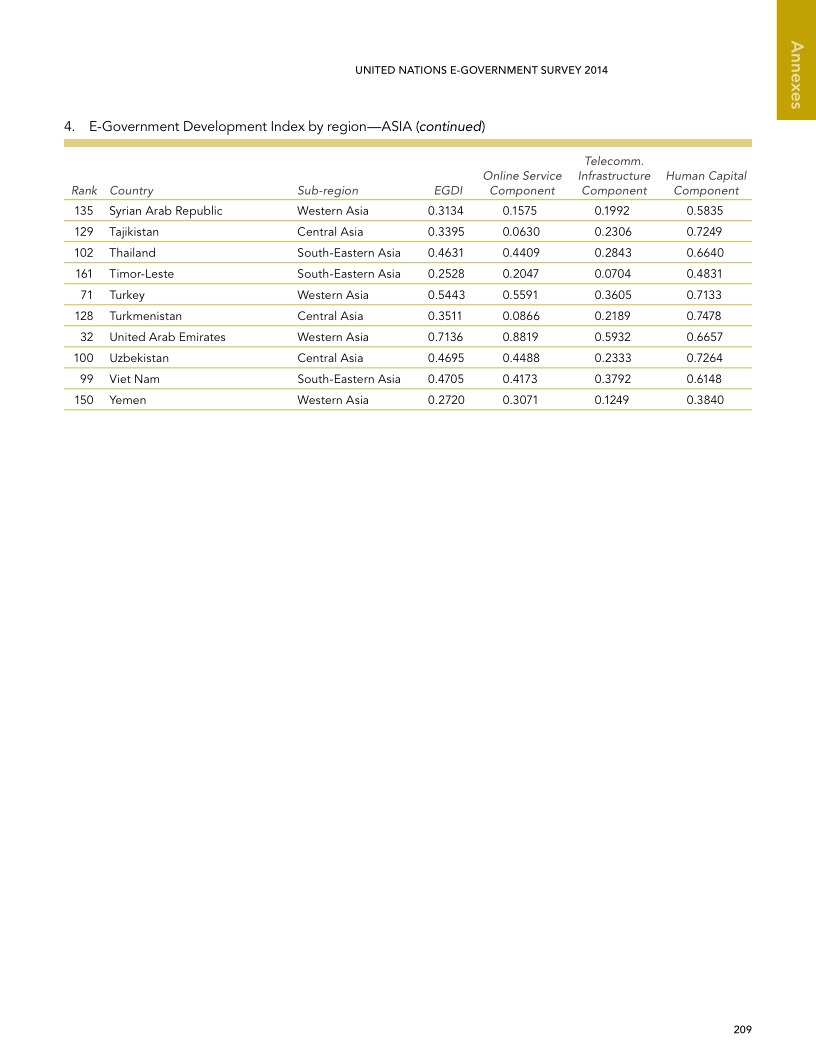 Annexes
UNITED NATIONS E-GOVERNMENT SURVEY 2014
4. E-Government Development Index by region—ASIA (continued)
Rank Country Sub-region EGDI Online Service Component Telecomm. Infrastructure Component Human Capital Component
135 Syrian Arab Republic Western Asia 0.3134 0.1575 0.1992 0.5835
129 Tajikistan Central Asia 0.3395 0.0630 0.2306 0.7249
102 Thailand South-Eastern Asia 0.4631 0.4409 0.2843 0.6640
161 Timor-Leste South-Eastern Asia 0.2528 0.2047 0.0704 0.4831
71 Turkey Western Asia 0.5443 0.5591 0.3605 0.7133
128 Turkmenistan Central Asia 0.3511 0.0866 0.2189 0.7478
32 United Arab Emirates Western Asia 0.7136 0.8819 0.5932 0.6657
100 Uzbekistan Central Asia 0.4695 0.4488 0.2333 0.7264
99 Viet Nam South-Eastern Asia 0.4705 0.4173 0.3792 0.6148
150 Yemen Western Asia 0.2720 0.3071 0.1249 0.3840
209